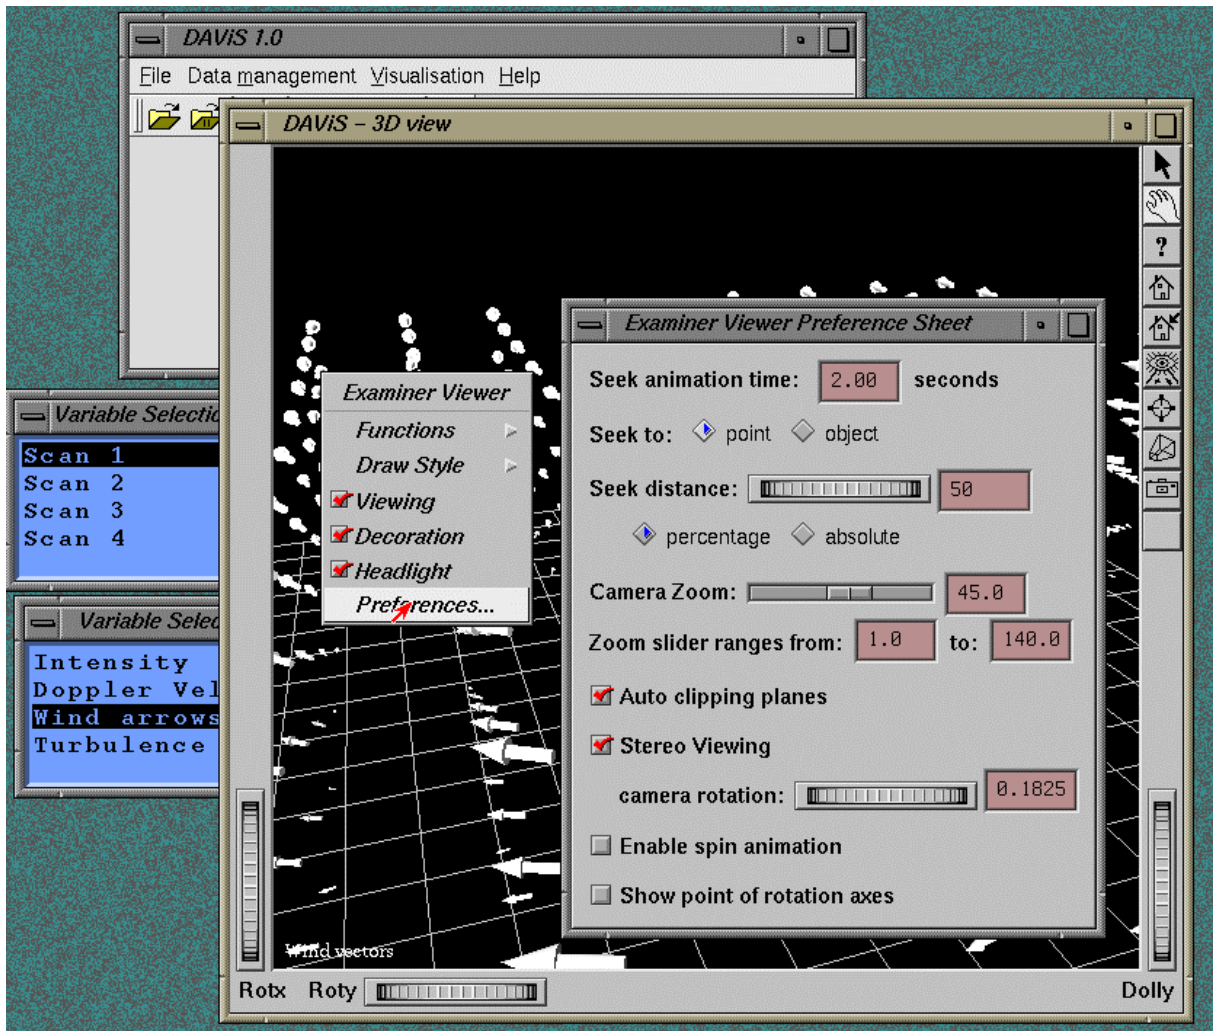 DAViS 1.0
File Data management Visualisation Help
DAViS – 3D view
Variable Selectio
Scan 1
Scan 2
Scan 3
Scan 4
Variable Selec
Intensity
Doppler Vel
Wind arrows
Turbulence
Examiner Viewer
Functions
Draw Style
Viewing
Decoration
Headlight
Preferences...
Examiner Viewer Preference Sheet
Seek animation time: 2.00 seconds
Seek to: point object
Seek distance: 50
percentage absolute
Camera Zoom: 45.0
Zoom slider ranges from: 1.0 to: 140.0
Auto clipping planes
Stereo Viewing
camera rotation: 0.1825
Enable spin animation
Show point of rotation axes
?
Wind vectors
Rotx Roty Dolly